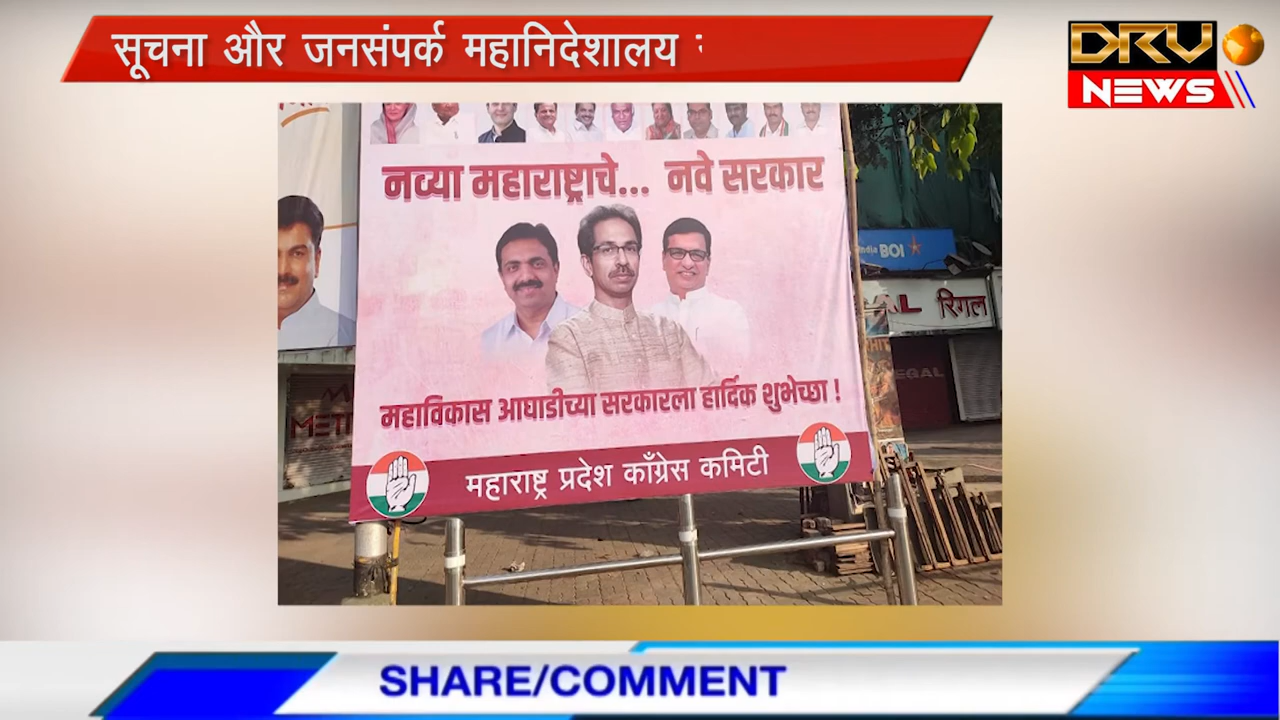 सूचना और जनसंपर्क महानिदेशालय
DRV
NEWS
नव्या महाराष्ट्राचे... नवे सरकार
महाविकास आघाडीच्या सरकारला हार्दिक शुभेच्छा !
महाराष्ट्र प्रदेश काँग्रेस कमिटी
BOI
रिगल
SHARE/COMMENT